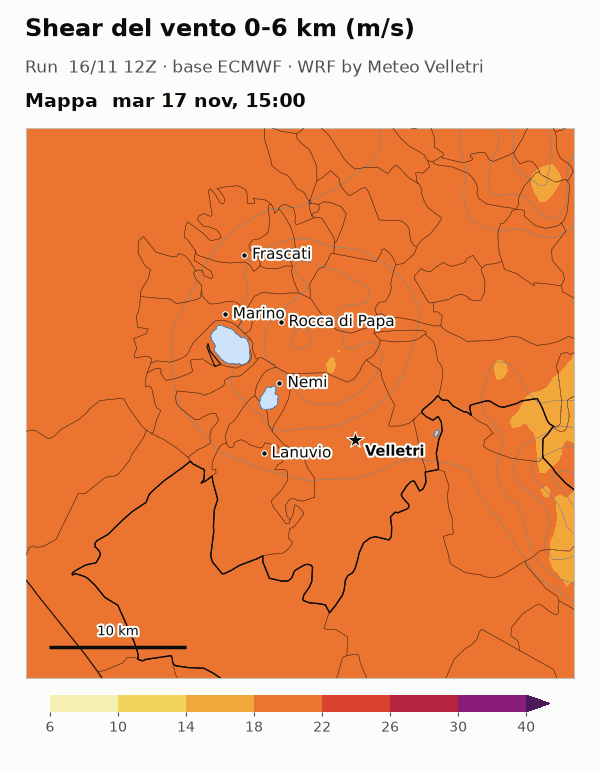 Shear del vento 0-6 km (m/s)
Run 16/11 12Z · base ECMWF · WRF by Meteo Velletri
Mappa mar 17 nov, 15:00
Frascati
Marino
Rocca di Papa
Nemi
Velletri
Lanuvio
10 km
6 10 14 18 22 26 30 40